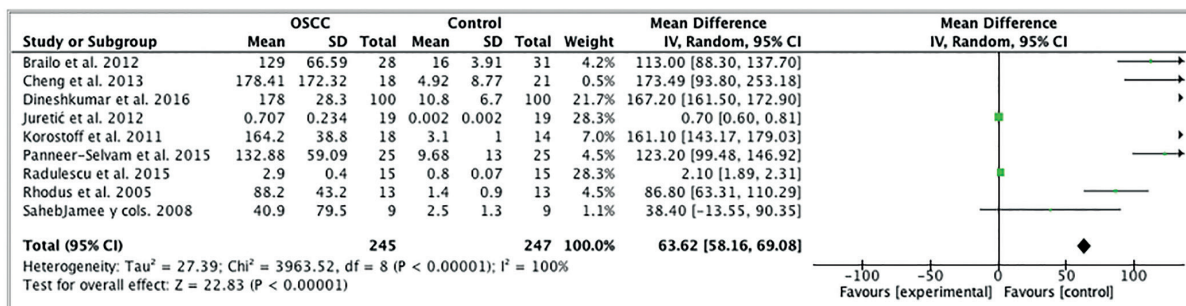 OSCC Control Mean Difference Mean Difference
Study or Subgroup Mean SD Total Mean SD Total Weight IV, Random, 95% CI IV, Random, 95% CI
Brailo et al. 2012 129 66.59 28 16 3.91 31 4.2% 113.00 [88.30, 137.70]
Cheng et al. 2013 178.41 172.32 18 4.92 8.77 21 0.5% 173.49 [93.80, 253.18]
Dineshkumar et al. 2016 178 28.3 100 10.8 6.7 100 21.7% 167.20 [161.50, 172.90]
Juretić et al. 2012 0.707 0.234 19 0.002 0.002 19 28.3% 0.70 [0.60, 0.81]
Korostoff et al. 2011 164.2 38.8 18 3.1 1 14 7.0% 161.10 [143.17, 179.03]
Panneer-Selvam et al. 2015 132.88 59.09 25 9.68 13 25 4.5% 123.20 [99.48, 146.92]
Radulescu et al. 2015 2.9 0.4 15 0.8 0.07 15 28.3% 2.10 [1.89, 2.31]
Rhodus et al. 2005 88.2 43.2 13 1.4 0.9 13 4.5% 86.80 [63.31, 110.29]
SahebJamee y cols. 2008 40.9 79.5 9 2.5 1.3 9 1.1% 38.40 [-13.55, 90.35]
Total (95% CI) 245 247 100.0% 63.62 [58.16, 69.08]
Heterogeneity: Tau² = 27.39; Chi² = 3963.52, df = 8 (P < 0.00001); I² = 100%
Test for overall effect: Z = 22.83 (P < 0.00001)
-100 -50 0 50 100
Favours [experimental] Favours [control]